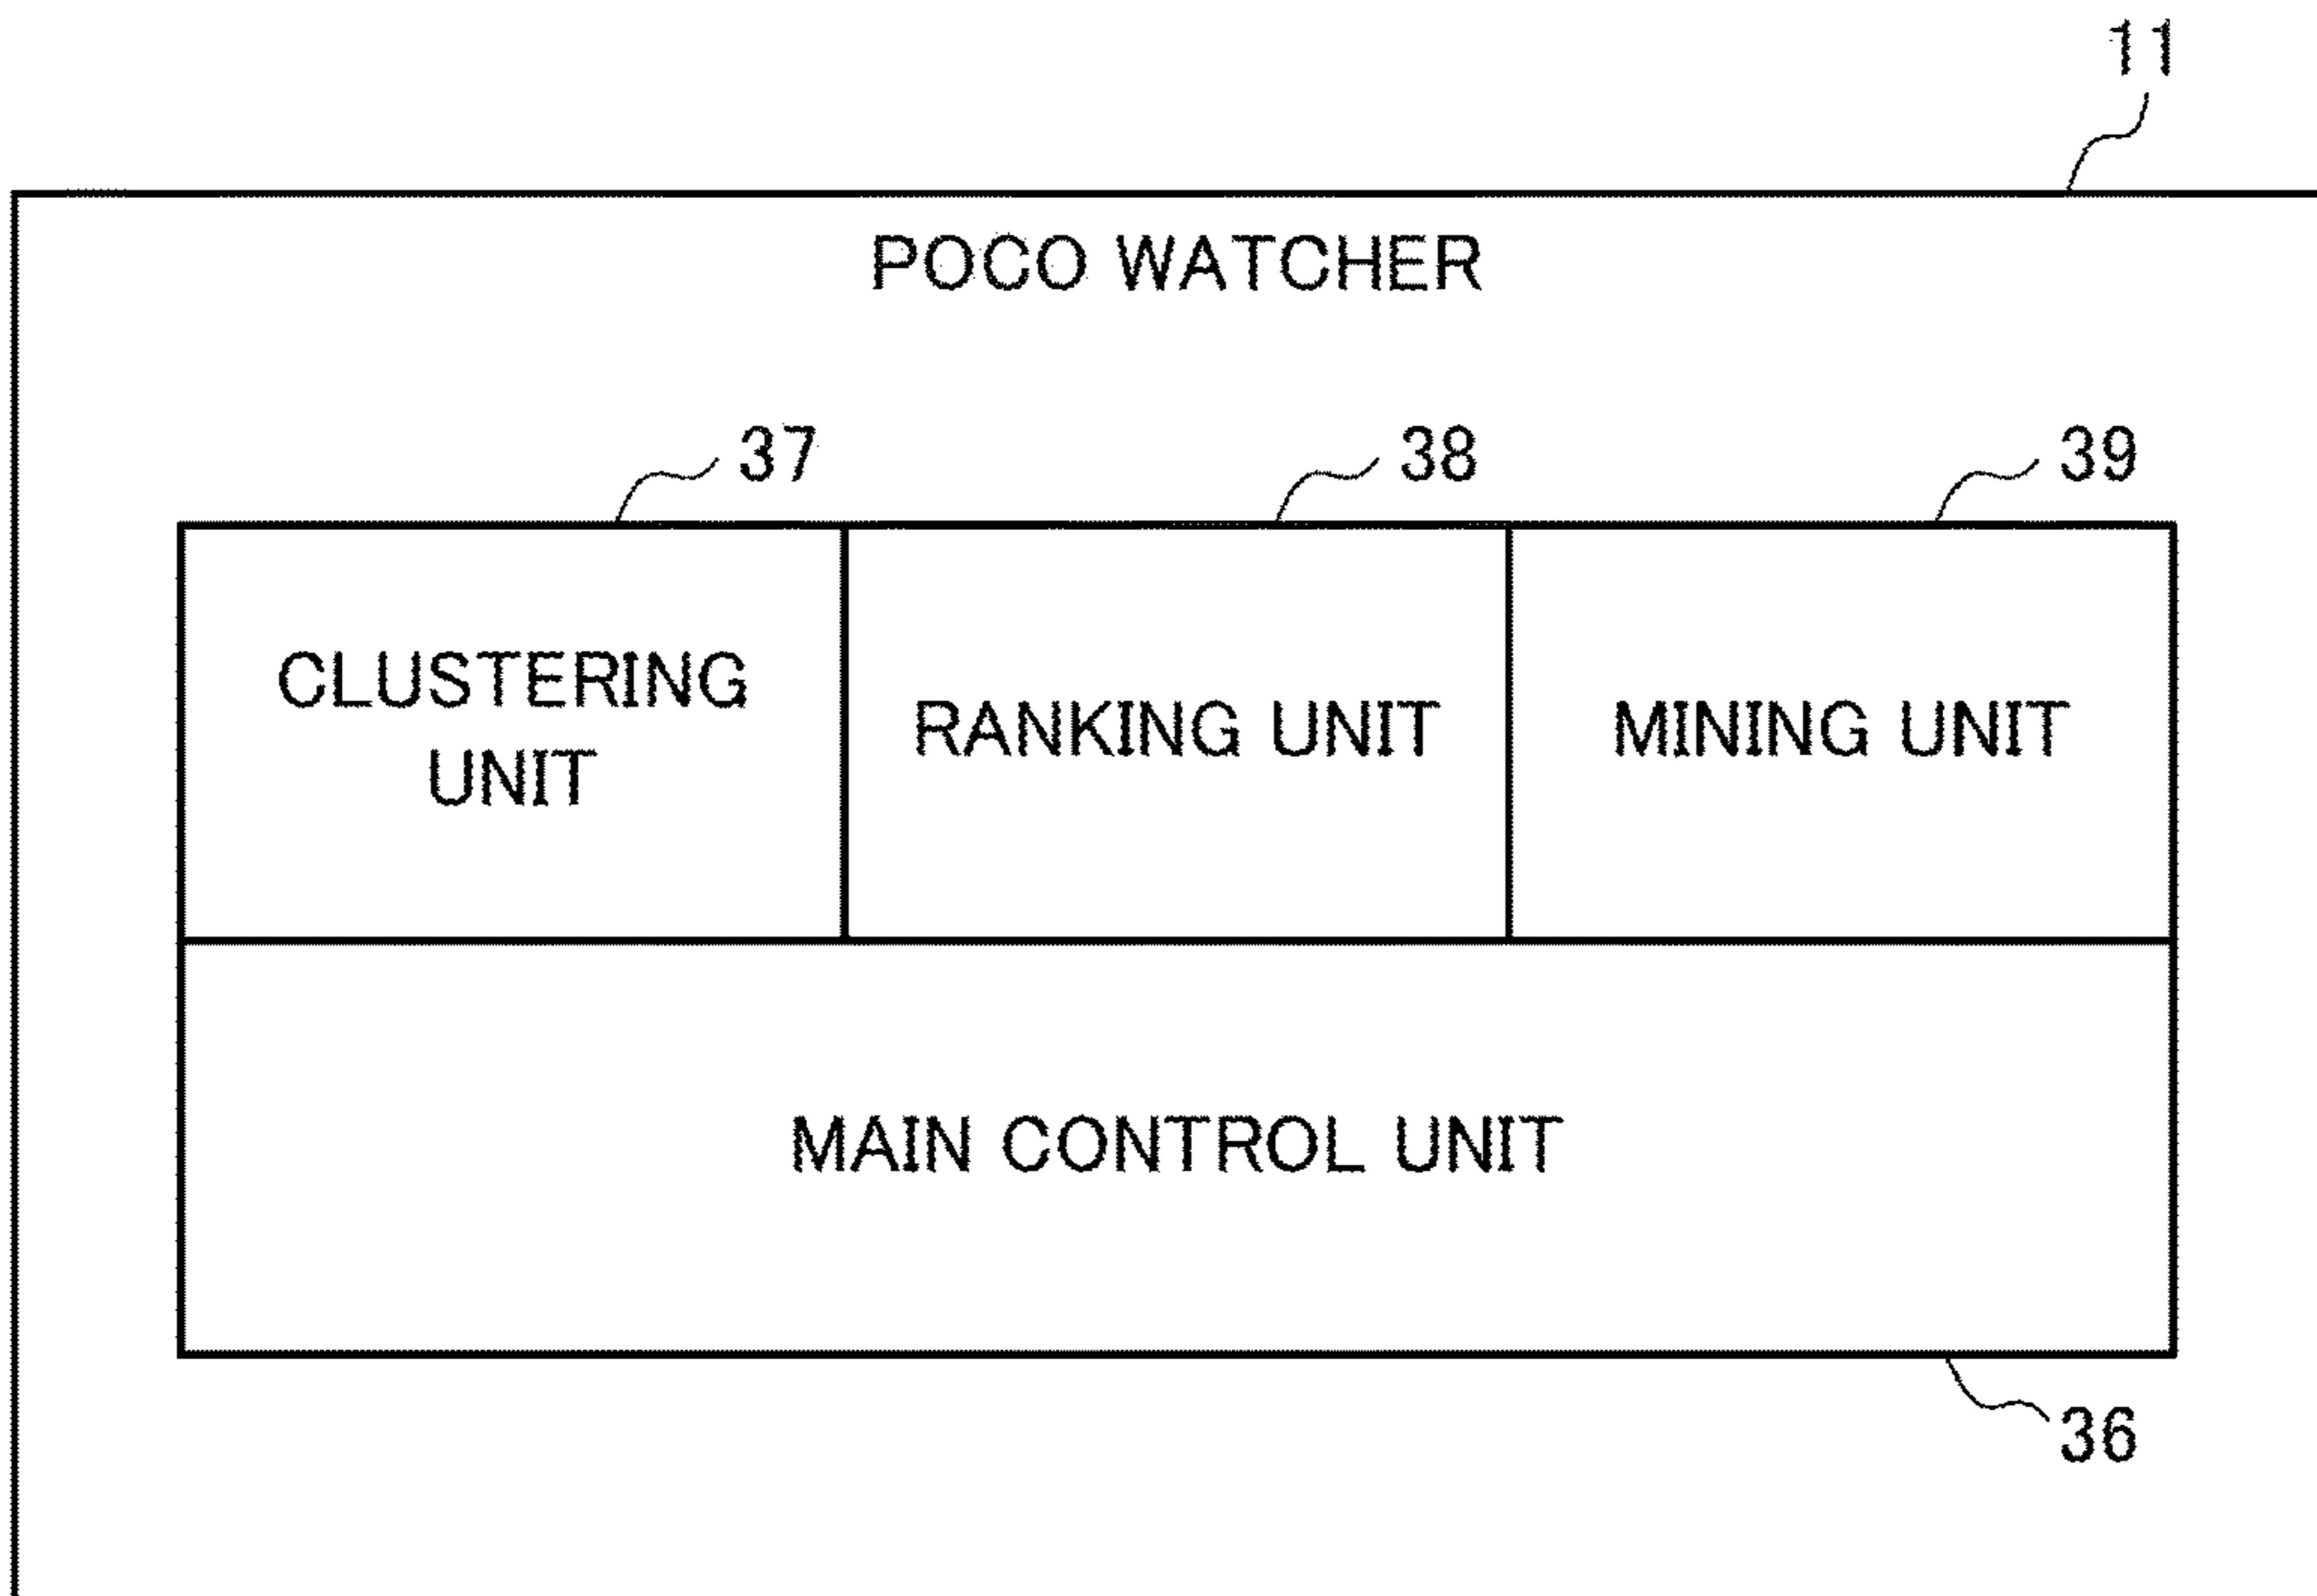 11
POCO WATCHER
37
38
39
CLUSTERING
UNIT
RANKING UNIT
MINING UNIT
MAIN CONTROL UNIT
36